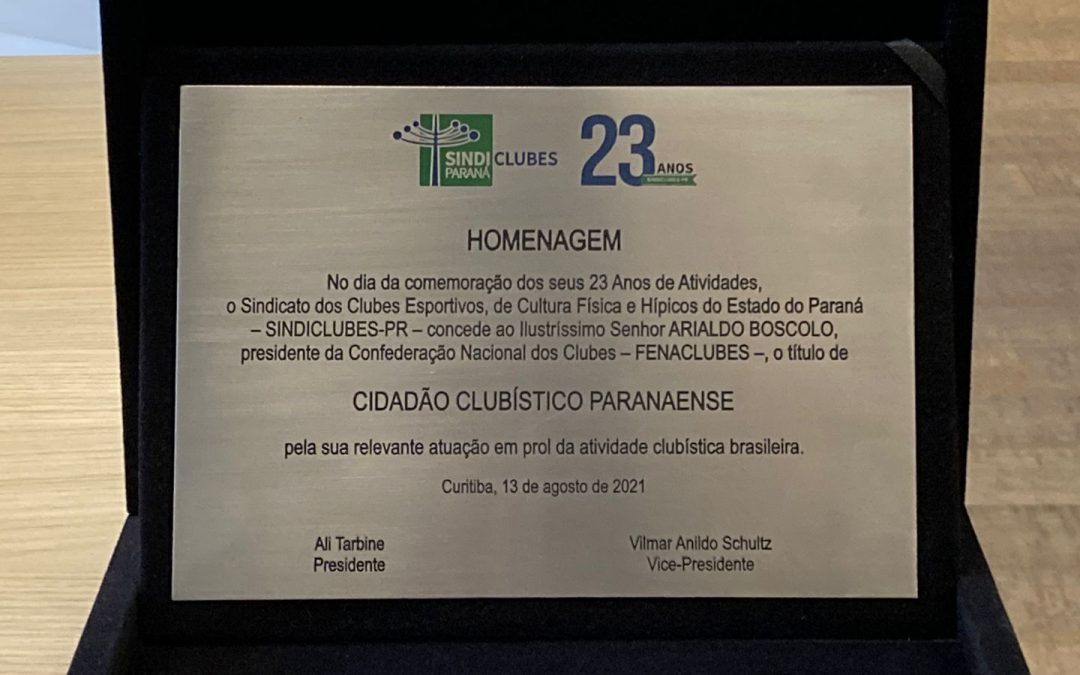 SINDI CLUBES
PARANÁ
23 ANOS
SINDICLUBES-PR
HOMENAGEM
No dia da comemoração dos seus 23 Anos de Atividades,
o Sindicato dos Clubes Esportivos, de Cultura Física e Hípicos do Estado do Paraná
– SINDICLUBES-PR – concede ao Ilustríssimo Senhor ARIALDO BOSCOLO,
presidente da Confederação Nacional dos Clubes – FENACLUBES –, o título de
CIDADÃO CLUBÍSTICO PARANAENSE
pela sua relevante atuação em prol da atividade clubística brasileira.
Curitiba, 13 de agosto de 2021
Ali Tarbine
Presidente
Vilmar Anildo Schultz
Vice-Presidente